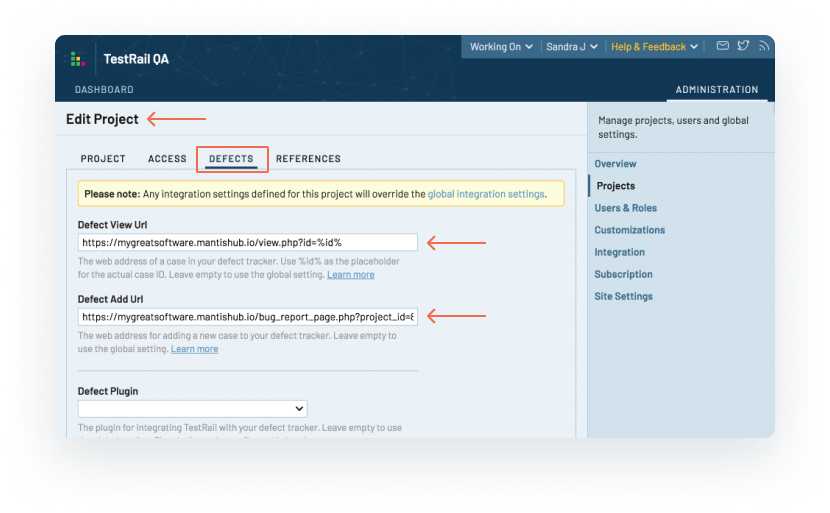 TestRail QA
Working On
Sandra J
Help & Feedback
DASHBOARD
ADMINISTRATION
Edit Project
PROJECT
ACCESS
DEFECTS
REFERENCES
Please note: Any integration settings defined for this project will override the global integration settings.
Defect View Url
https://mygreatsoftware.mantishub.io/view.php?id=%id%
The web address of a case in your defect tracker. Use %id% as the placeholder
for the actual case ID. Leave empty to use the global setting. Learn more
Defect Add Url
https://mygreatsoftware.mantishub.io/bug_report_page.php?project_id=
The web address for adding a new case to your defect tracker. Leave empty to
use the global setting. Learn more
Defect Plugin
The plugin for integrating TestRail with your defect tracker. Leave empty to use
Manage projects, users and global
settings.
Overview
Projects
Users & Roles
Customizations
Integration
Subscription
Site Settings